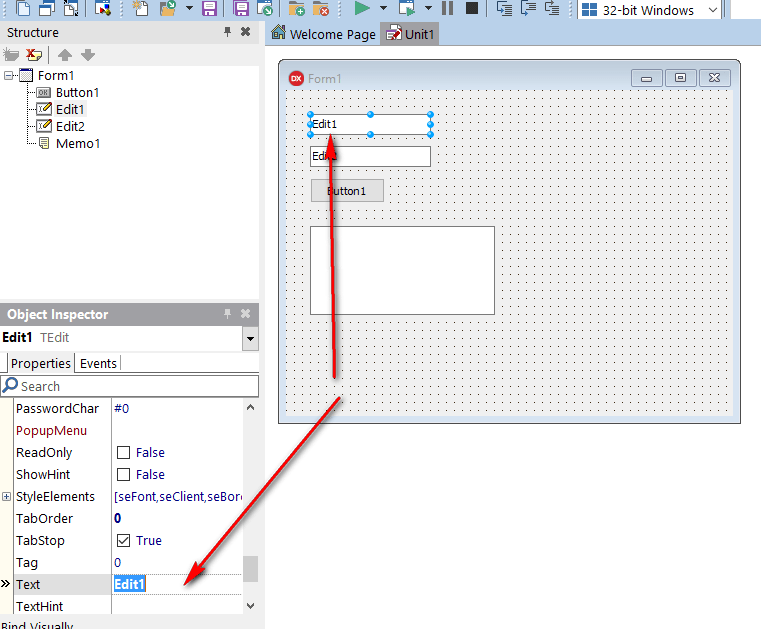 32-bit Windows
Structure
Welcome Page
Unit1
Form1
Button1
Edit1
Edit2
Memo1
DX Form1
Edit1
Button1
Object Inspector
Edit1 TEdit
Properties Events
Search
PasswordChar #0
PopupMenu
ReadOnly False
ShowHint False
StyleElements [seFont,seClient,seBor
TabOrder 0
TabStop True
Tag 0
Text Edit1
TextHint
Bind Visually